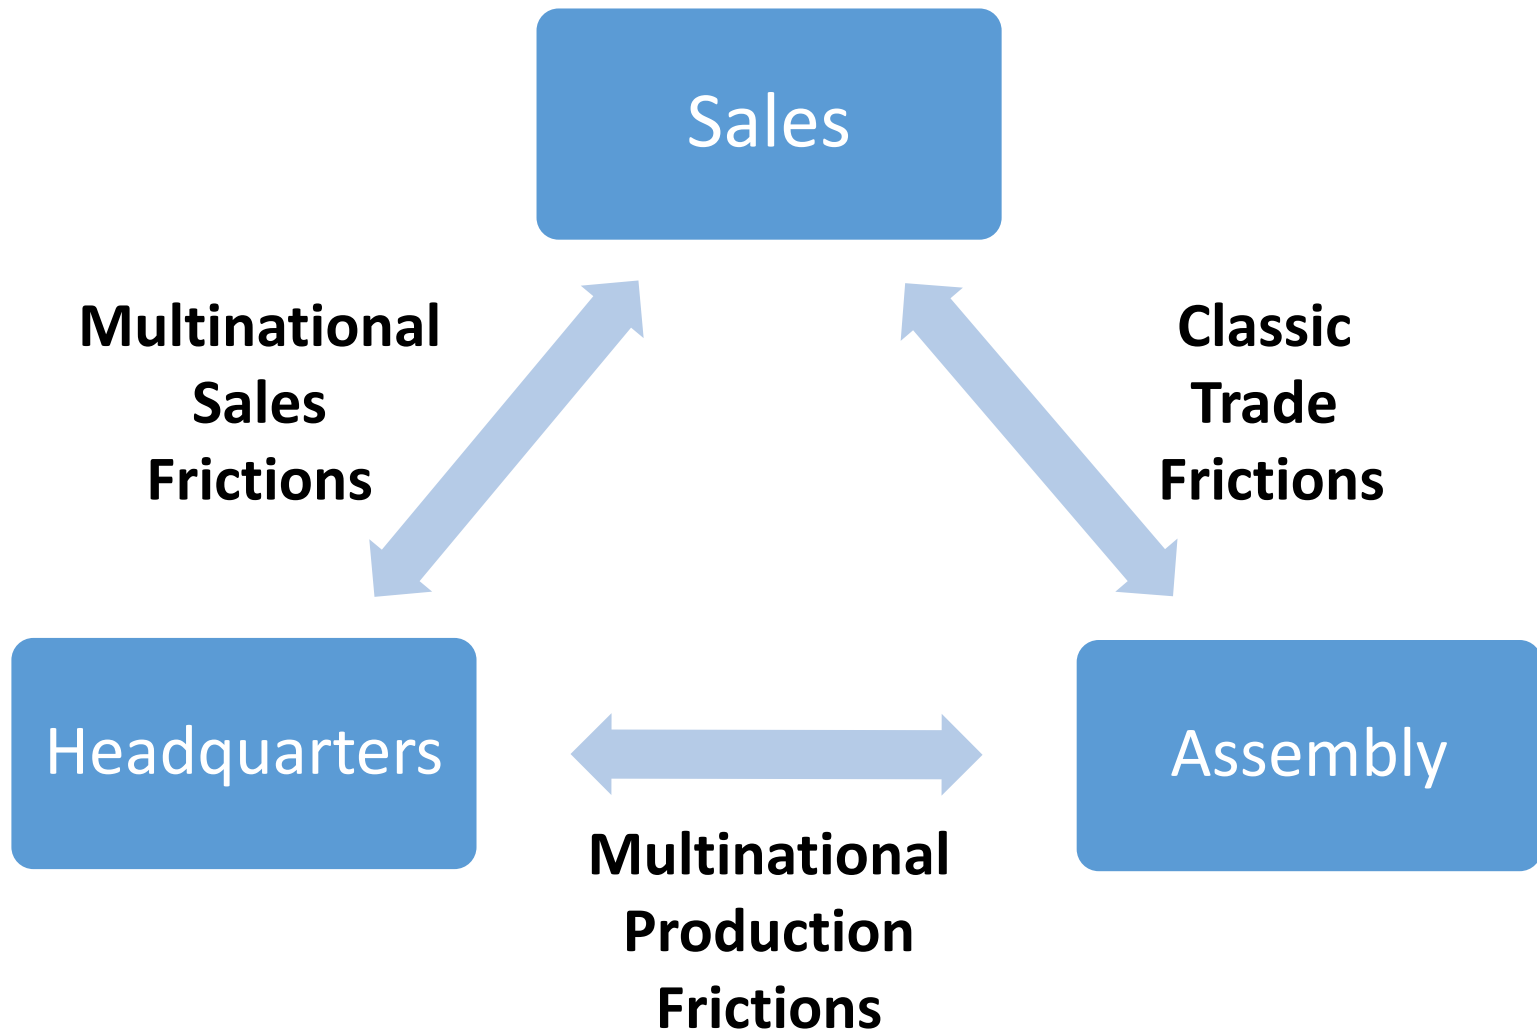 Sales
Multinational
Sales
Frictions
Classic
Trade
Frictions
Headquarters
Assembly
Multinational
Production
Frictions